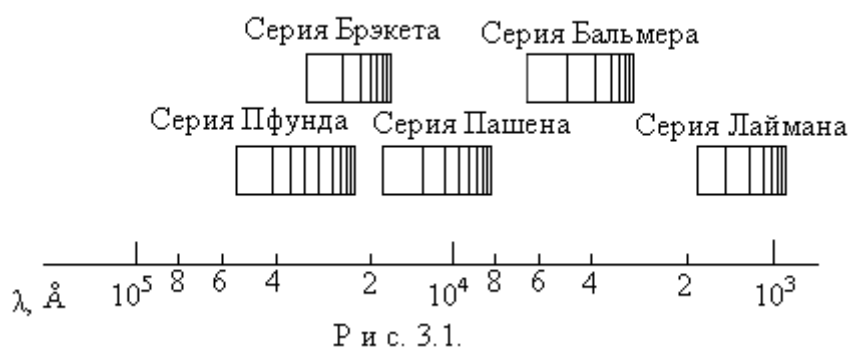 Серия Брэкета Серия Бальмера
Серия Пфунда Серия Пашена Серия Лаймана
λ, Å 10⁵ 8 6 4 2 10⁴ 8 6 4 2 10³
Р и с. 3.1.